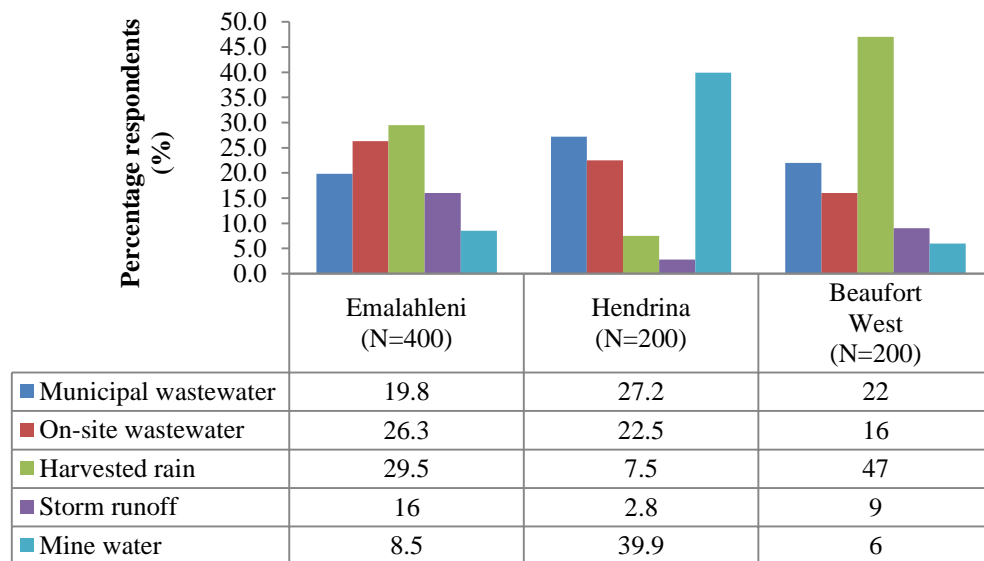 Percentage respondents
(%)
50.0
45.0
40.0
35.0
30.0
25.0
20.0
15.0
10.0
5.0
0.0
Emalahleni
(N=400)
Hendrina
(N=200)
Beaufort
West
(N=200)
Municipal wastewater 19.8 27.2 22
On-site wastewater 26.3 22.5 16
Harvested rain 29.5 7.5 47
Storm runoff 16 2.8 9
Mine water 8.5 39.9 6